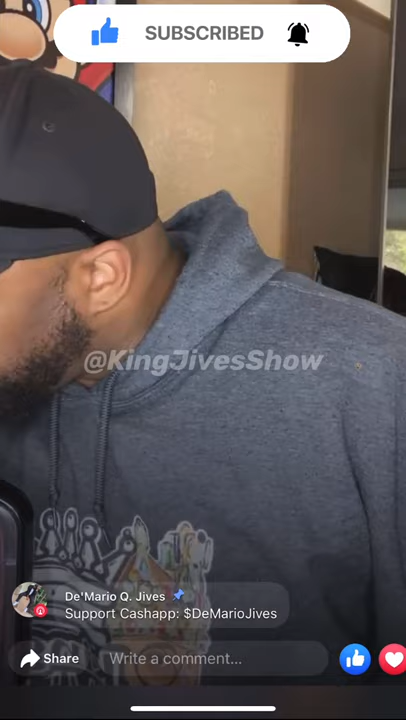 SUBSCRIBED
@KingJivesShow
De'Mario Q. Jives
Support Cashapp: $DeMarioJives
Share
Write a comment...